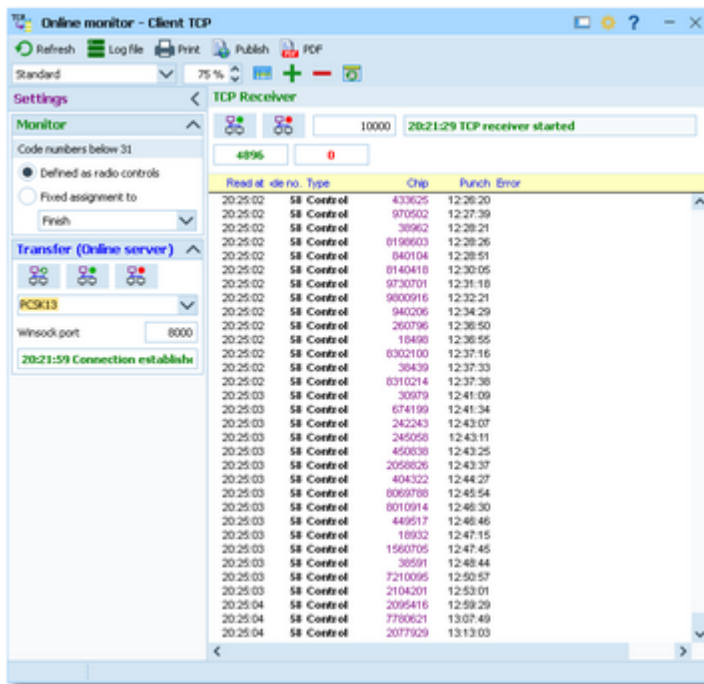 TCP Online monitor - Client TCP ?
Refresh Log file Print Publish PDF
Standard 75 %
Settings
Monitor
Code numbers below 31
Defined as radio controls
Fixed assignment to
Finish
Transfer (Online server)
PCSK13
Winsock port 8000
20:21:59 Connection establishe
TCP Receiver
10000 20:21:29 TCP receiver started
4896 0
Read at de no. Type Chip Punch Error
20:25:02 58 Control 433625 12:26:20
20:25:02 58 Control 970502 12:27:39
20:25:02 58 Control 38962 12:28:21
20:25:02 58 Control 8198603 12:28:26
20:25:02 58 Control 840104 12:28:51
20:25:02 58 Control 8140418 12:30:05
20:25:02 58 Control 9730701 12:31:18
20:25:02 58 Control 9800916 12:32:21
20:25:02 58 Control 940206 12:34:29
20:25:02 58 Control 260796 12:36:50
20:25:02 58 Control 18498 12:36:55
20:25:02 58 Control 8302100 12:37:16
20:25:02 58 Control 38439 12:37:33
20:25:02 58 Control 8310214 12:37:38
20:25:03 58 Control 30979 12:41:09
20:25:03 58 Control 674199 12:41:34
20:25:03 58 Control 242243 12:43:07
20:25:03 58 Control 245058 12:43:11
20:25:03 58 Control 450838 12:43:25
20:25:03 58 Control 2058826 12:43:37
20:25:03 58 Control 404322 12:44:27
20:25:03 58 Control 8069788 12:45:54
20:25:03 58 Control 8010914 12:46:30
20:25:03 58 Control 449517 12:46:46
20:25:03 58 Control 18932 12:47:15
20:25:03 58 Control 1560705 12:47:45
20:25:03 58 Control 38591 12:48:44
20:25:03 58 Control 7210095 12:50:57
20:25:03 58 Control 2104201 12:53:01
20:25:04 58 Control 2095416 12:59:29
20:25:04 58 Control 7780621 13:07:49
20:25:04 58 Control 2077929 13:13:03